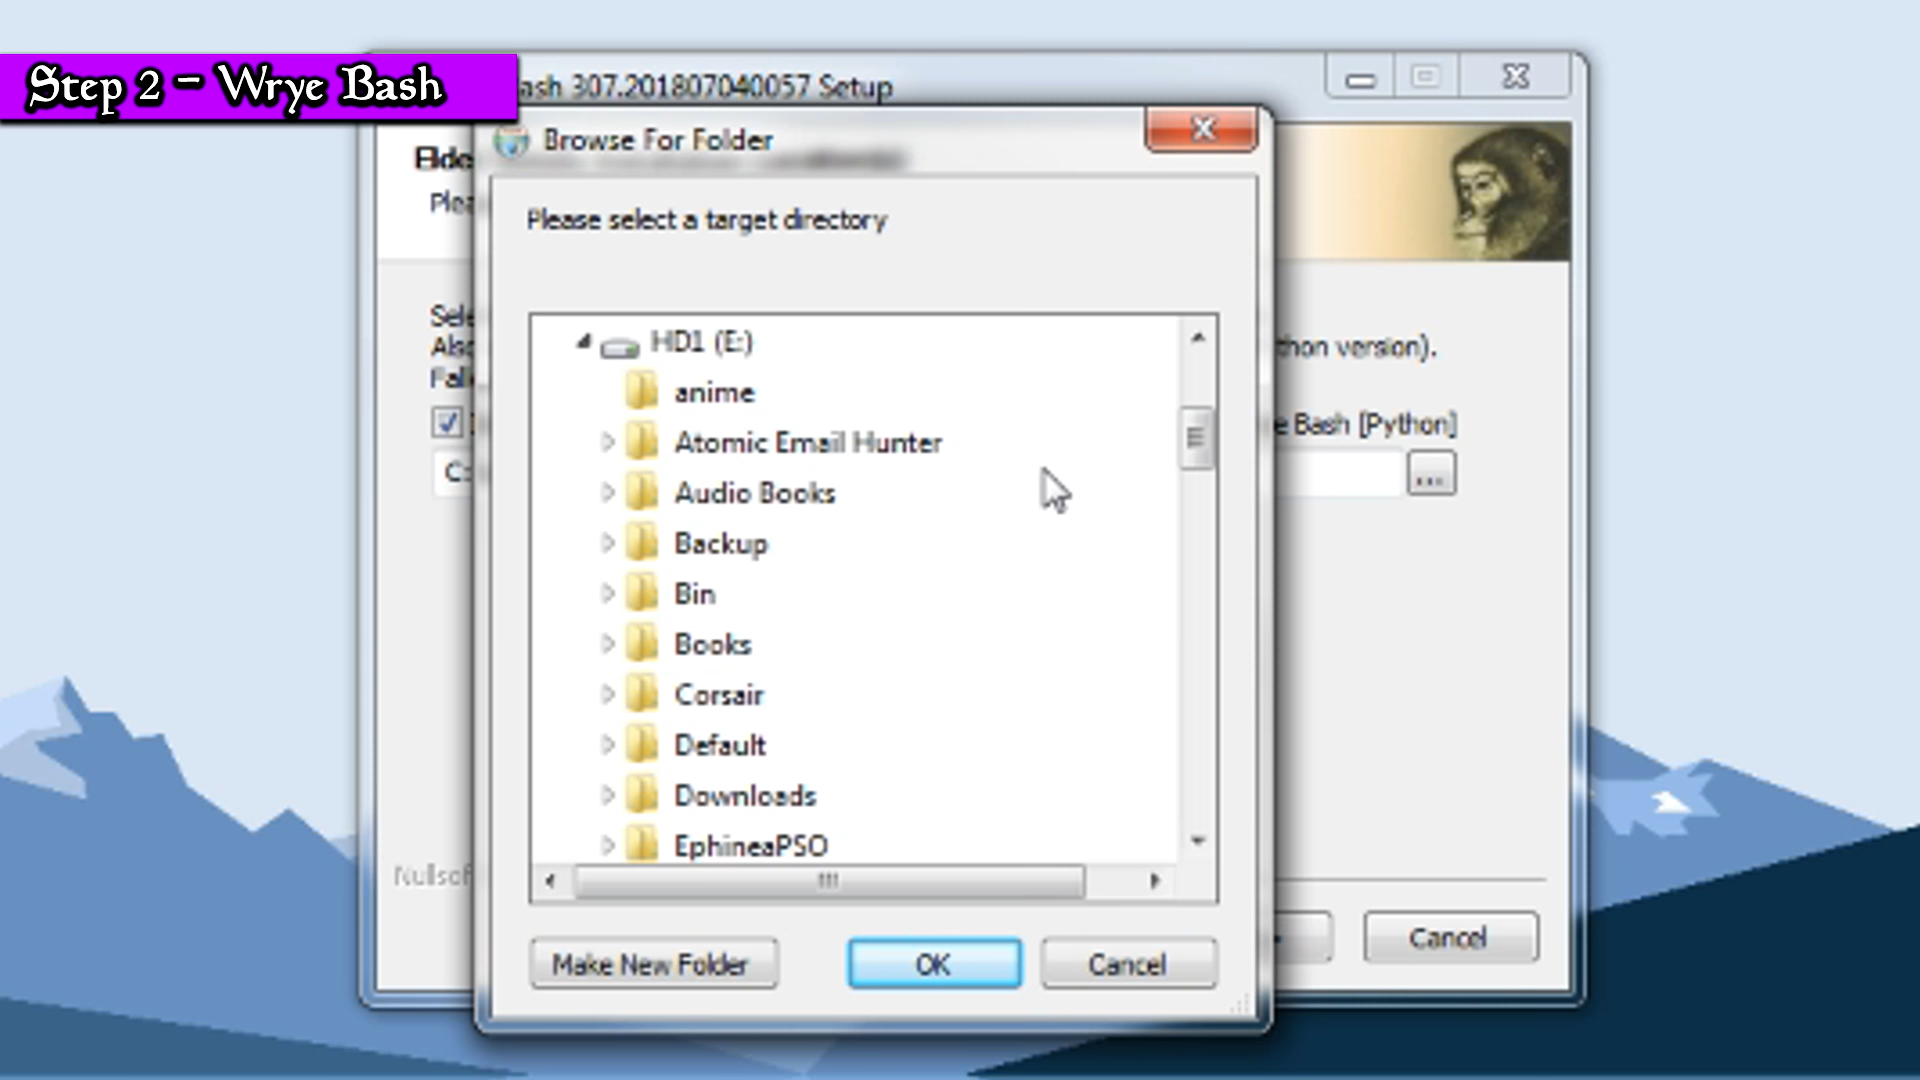 Step 2 - Wrye Bash
ash 307.201807040057 Setup
Browse For Folder
Please select a target directory
HD1 (E:)
anime
Atomic Email Hunter
Audio Books
Backup
Bin
Books
Corsair
Default
Downloads
EphineaPSO
thon version).
e Bash [Python]
C:
...
Make New Folder
OK
Cancel
Cancel